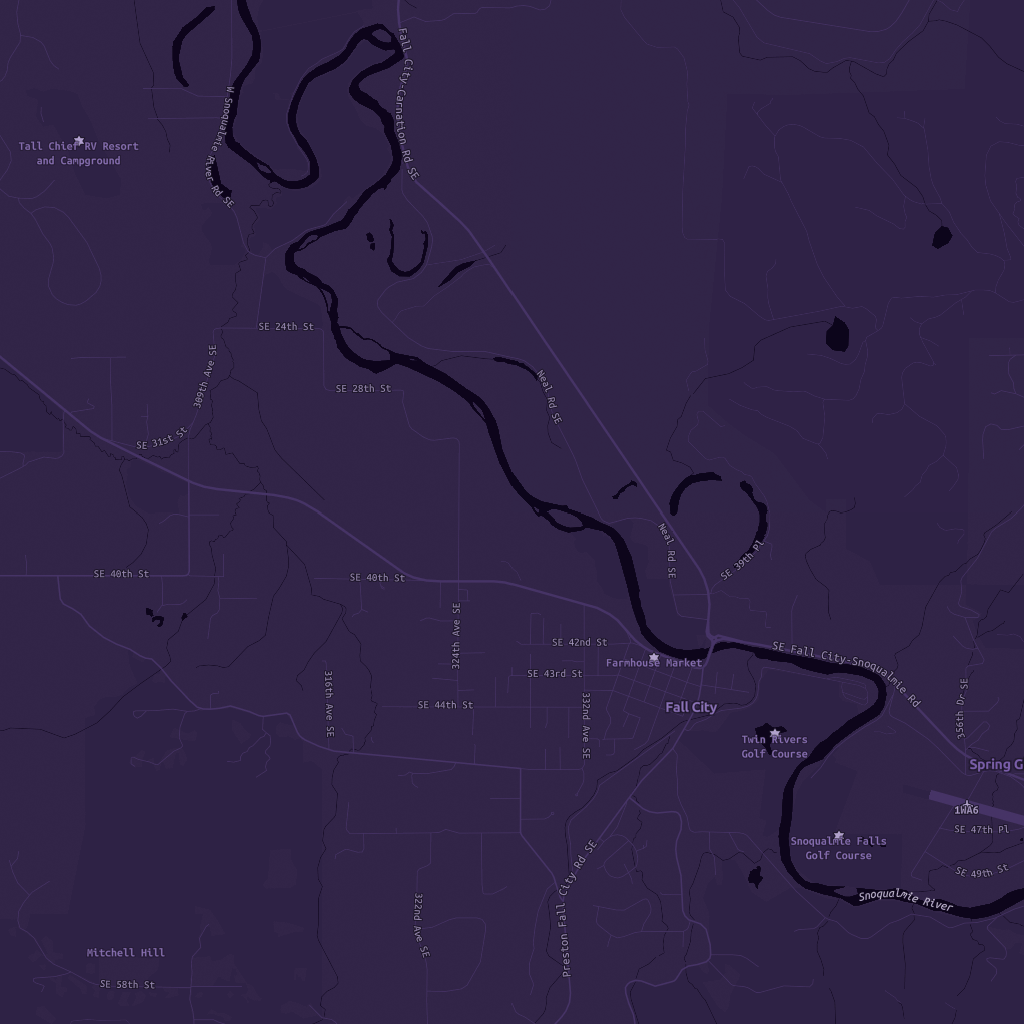 Fall City-Carnation Rd SE
W Snoqualmie River Rd SE
Tall Chief RV Resort
and Campground
SE 24th St
309th Ave SE
SE 28th St
Neal Rd SE
SE 31st St
Neal Rd SE
SE 39th Pl
SE 40th St
SE 40th St
324th Ave SE
SE 42nd St
Farmhouse Market
SE Fall City-Snoqualmie Rd
SE 43rd St
316th Ave SE
332nd Ave SE
SE 44th St
Fall City
356th Dr SE
Twin Rivers
Golf Course
Spring G
1WA6
SE 47th Pl
Snoqualmie Falls
Golf Course
SE 49th St
Preston Fall City Rd SE
Snoqualmie River
322nd Ave SE
Mitchell Hill
SE 58th St